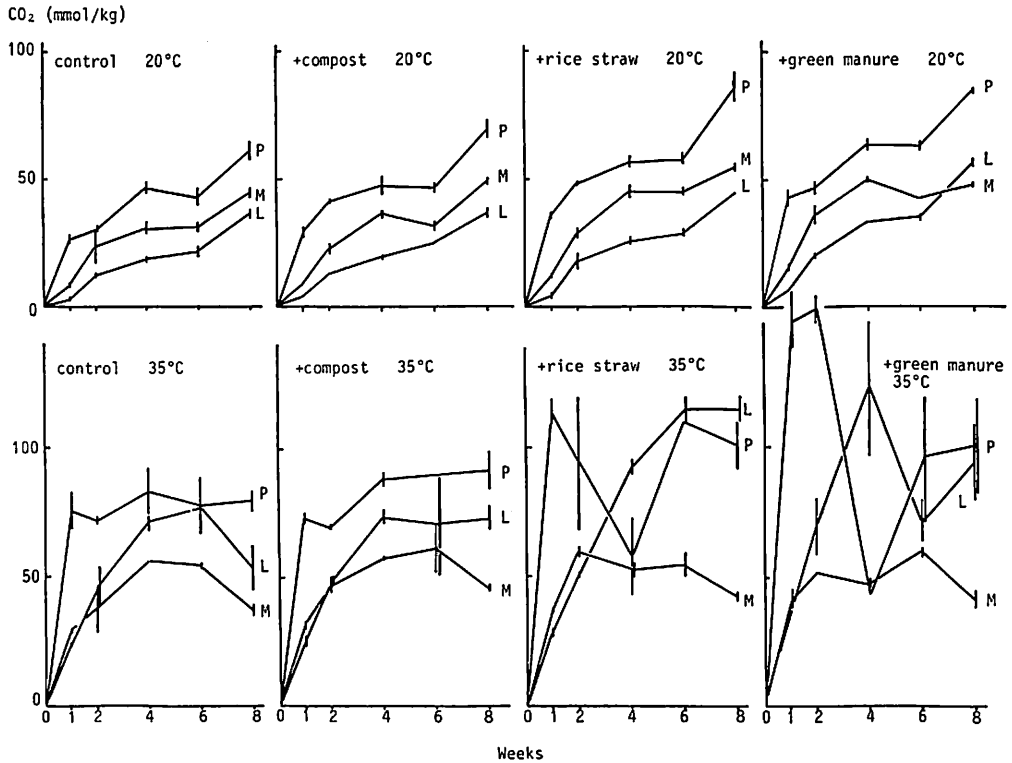 CO₂ (mmol/kg)
100
50
0
control 20°C
P
M
L
+compost 20°C
P
M
L
+rice straw 20°C
P
M
L
+green manure 20°C
P
L
M
100
50
0
control 35°C
P
L
M
0 1 2 4 6 8
+compost 35°C
P
L
M
0 1 2 4 6 8
+rice straw 35°C
L
P
M
0 1 2 4 6 8
+green manure
35°C
P
L
M
0 1 2 4 6 8
Weeks